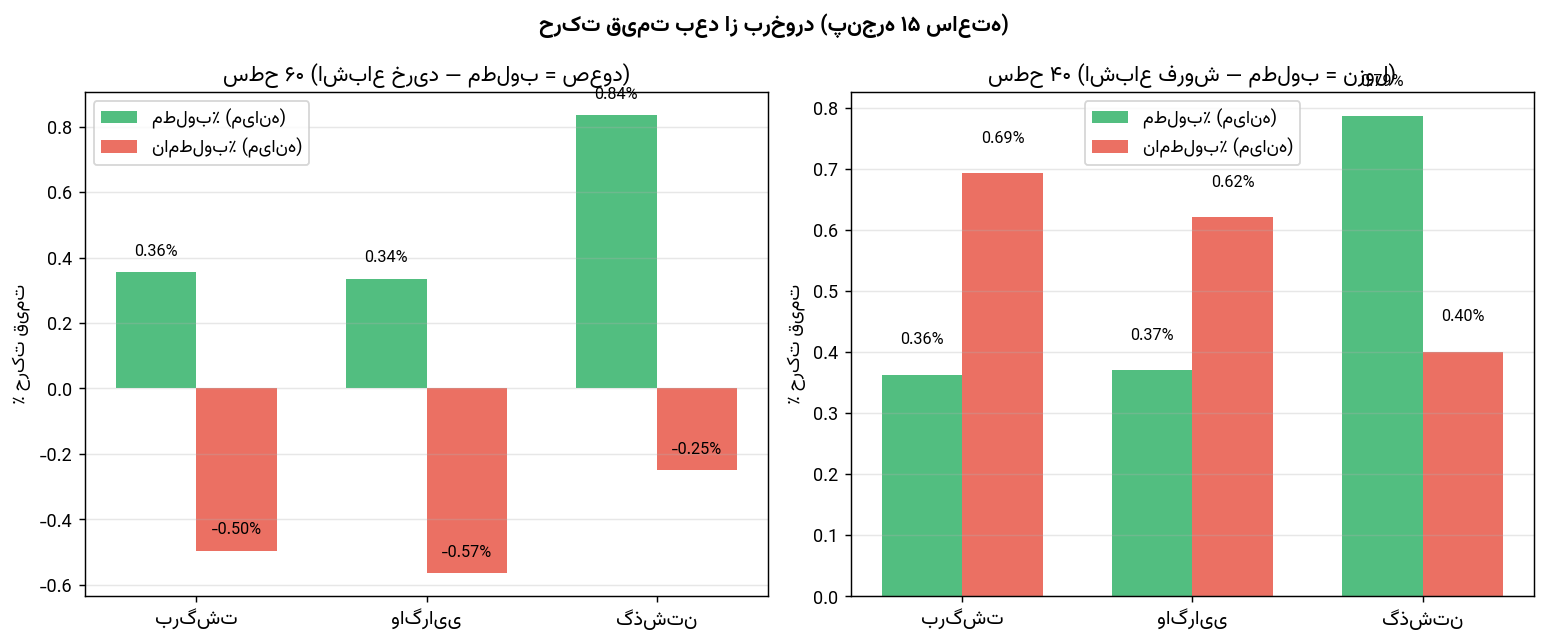 حرکت قیمت بعد از برخورد (پنجره ۱۵ ساعته)
سطح ۶۰ (اشباع خرید — مطلوب = صعود)
مطلوب٪ (میانه)
نامطلوب٪ (میانه)
٪ حرکت قیمت
0.8
0.6
0.4
0.2
0.0
-0.2
-0.4
-0.6
0.36%
-0.50%
0.34%
-0.57%
0.84%
-0.25%
برگشت
واگرایی
گذشتن
سطح ۴۰ (اشباع فروش — مطلوب = نزول)
مطلوب٪ (میانه)
نامطلوب٪ (میانه)
٪ حرکت قیمت
0.8
0.7
0.6
0.5
0.4
0.3
0.2
0.1
0.0
0.36%
0.69%
0.37%
0.62%
0.79%
0.40%
برگشت
واگرایی
گذشتن